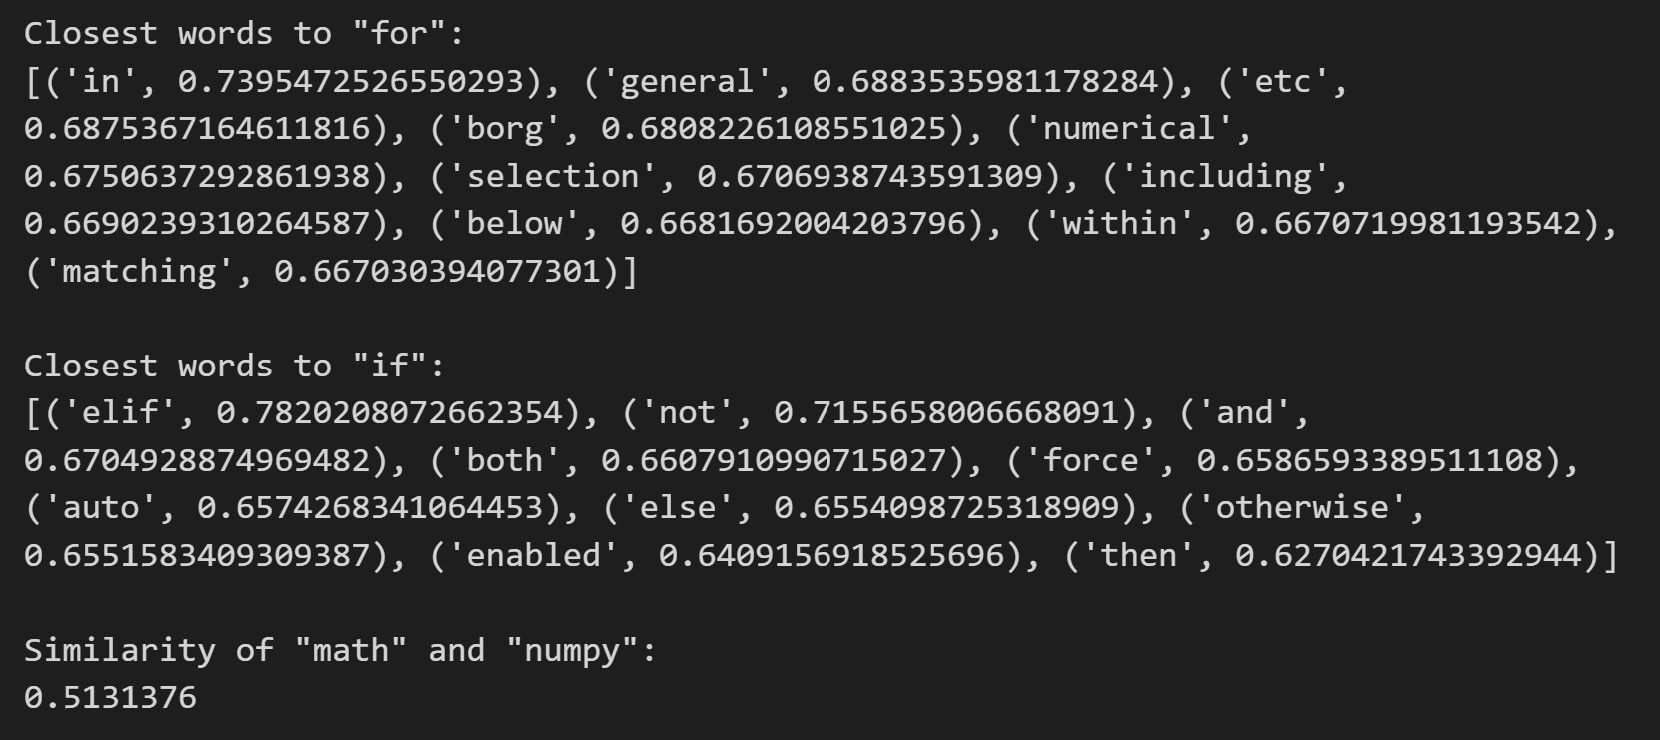 Closest words to "for":
[('in', 0.7395472526550293), ('general', 0.6883535981178284), ('etc',
0.6875367164611816), ('borg', 0.6808226108551025), ('numerical',
0.6750637292861938), ('selection', 0.6706938743591309), ('including',
0.6690239310264587), ('below', 0.6681692004203796), ('within', 0.6670719981193542),
('matching', 0.667030394077301)]
Closest words to "if":
[('elif', 0.7820208072662354), ('not', 0.7155658006668091), ('and',
0.6704928874969482), ('both', 0.6607910990715027), ('force', 0.6586593389511108),
('auto', 0.6574268341064453), ('else', 0.6554098725318909), ('otherwise',
0.6551583409309387), ('enabled', 0.6409156918525696), ('then', 0.6270421743392944)]
Similarity of "math" and "numpy":
0.5131376